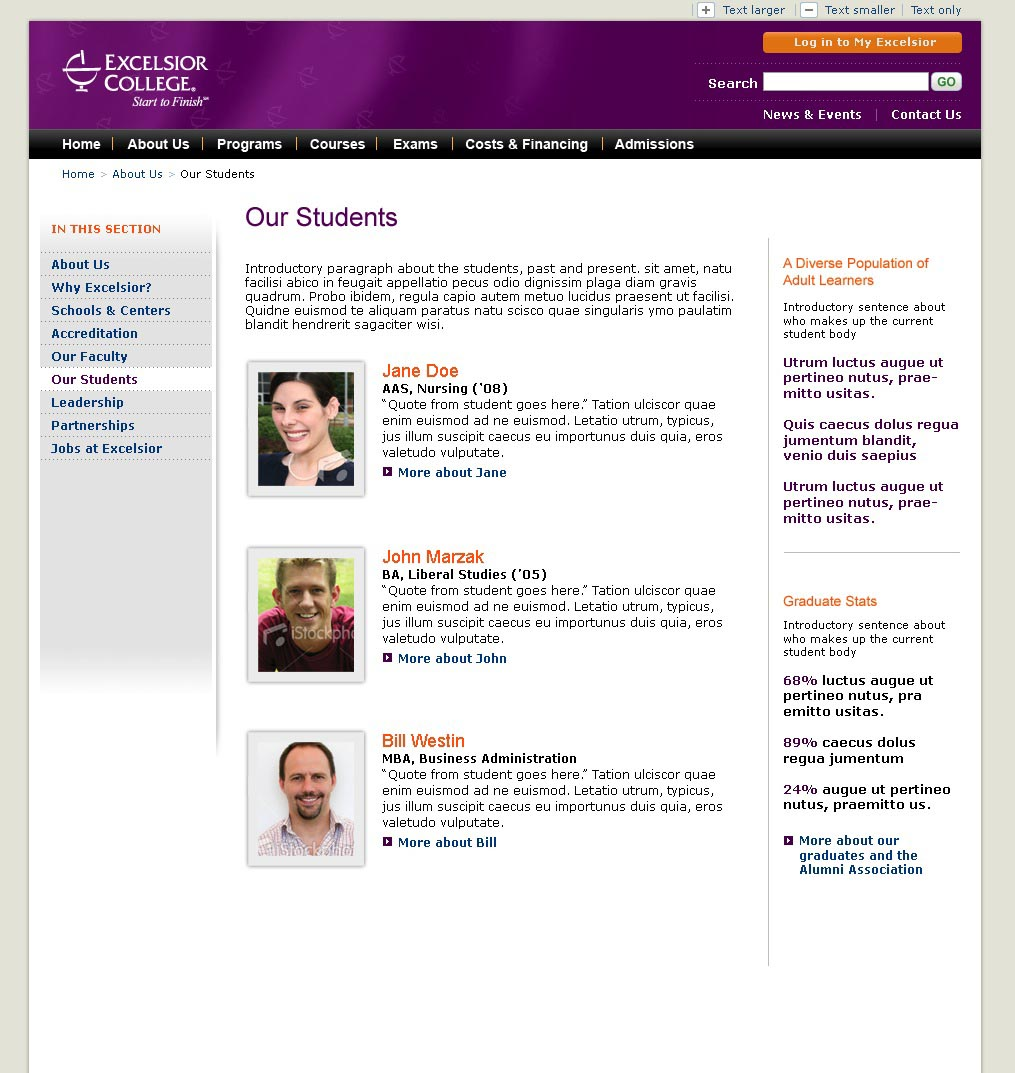 Text larger
Text smaller
Text only
Log in to My Excelsior
EXCELSIOR
COLLEGE®
Start to Finish℠
Search
GO
News & Events
Contact Us
Home
About Us
Programs
Courses
Exams
Costs & Financing
Admissions
Home > About Us > Our Students
IN THIS SECTION
About Us
Why Excelsior?
Schools & Centers
Accreditation
Our Faculty
Our Students
Leadership
Partnerships
Jobs at Excelsior
Our Students
Introductory paragraph about the students, past and present. sit amet, natu
facilisi abico in feugait appellatio pecus odio dignissim plaga diam gravis
quadrum. Probo ibidem, regula capio autem metuo lucidus praesent ut facilisi.
Quidne euismod te aliquam paratus natu scisco quae singularis ymo paulatim
blandit hendrerit sagaciter wisi.
Jane Doe
AAS, Nursing (‘08)
“Quote from student goes here.” Tation ulciscor quae
enim euismod ad ne euismod. Letatio utrum, typicus,
jus illum suscipit caecus eu importunus duis quia, eros
valetudo vulputate.
More about Jane
John Marzak
BA, Liberal Studies (’05)
“Quote from student goes here.” Tation ulciscor quae
enim euismod ad ne euismod. Letatio utrum, typicus,
jus illum suscipit caecus eu importunus duis quia, eros
valetudo vulputate.
More about John
iStockpho
Bill Westin
MBA, Business Administration
“Quote from student goes here.” Tation ulciscor quae
enim euismod ad ne euismod. Letatio utrum, typicus,
jus illum suscipit caecus eu importunus duis quia, eros
valetudo vulputate.
More about Bill
A Diverse Population of
Adult Learners
Introductory sentence about
who makes up the current
student body
Utrum luctus augue ut
pertineo nutus, prae-
mitto usitas.
Quis caecus dolus regua
jumentum blandit,
venio duis saepius
Utrum luctus augue ut
pertineo nutus, prae-
mitto usitas.
Graduate Stats
Introductory sentence about
who makes up the current
student body
68% luctus augue ut
pertineo nutus, pra
emitto usitas.
89% caecus dolus
regua jumentum
24% augue ut pertineo
nutus, praemitto us.
More about our
graduates and the
Alumni Association